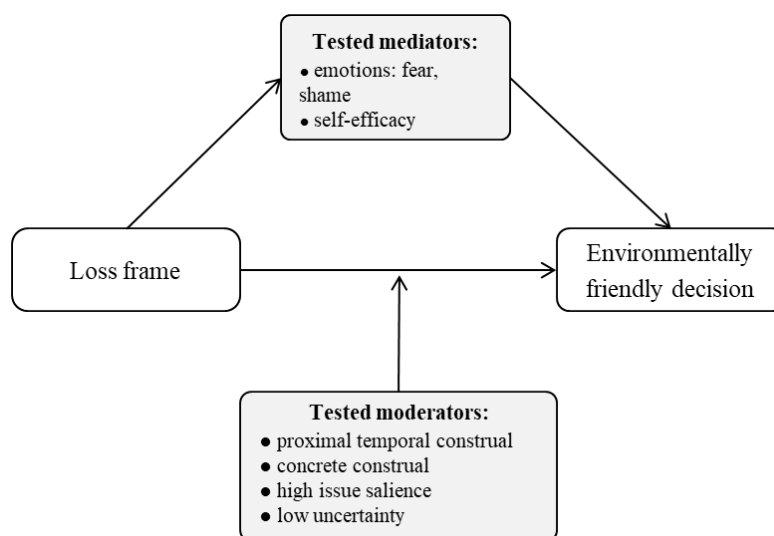 Tested mediators:
● emotions: fear,
shame
● self-efficacy
Loss frame
Environmentally
friendly decision
Tested moderators:
● proximal temporal construal
● concrete construal
● high issue salience
● low uncertainty